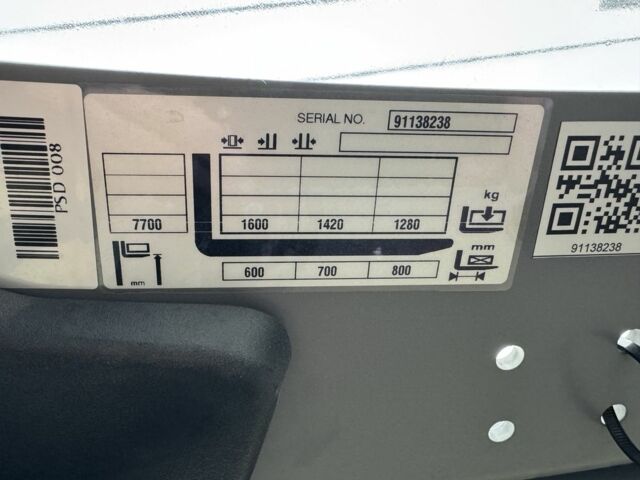 PSD 008
SERIAL NO. 91138238
kg
7700 1600 1420 1280
mm
mm
600 700 800
91138238